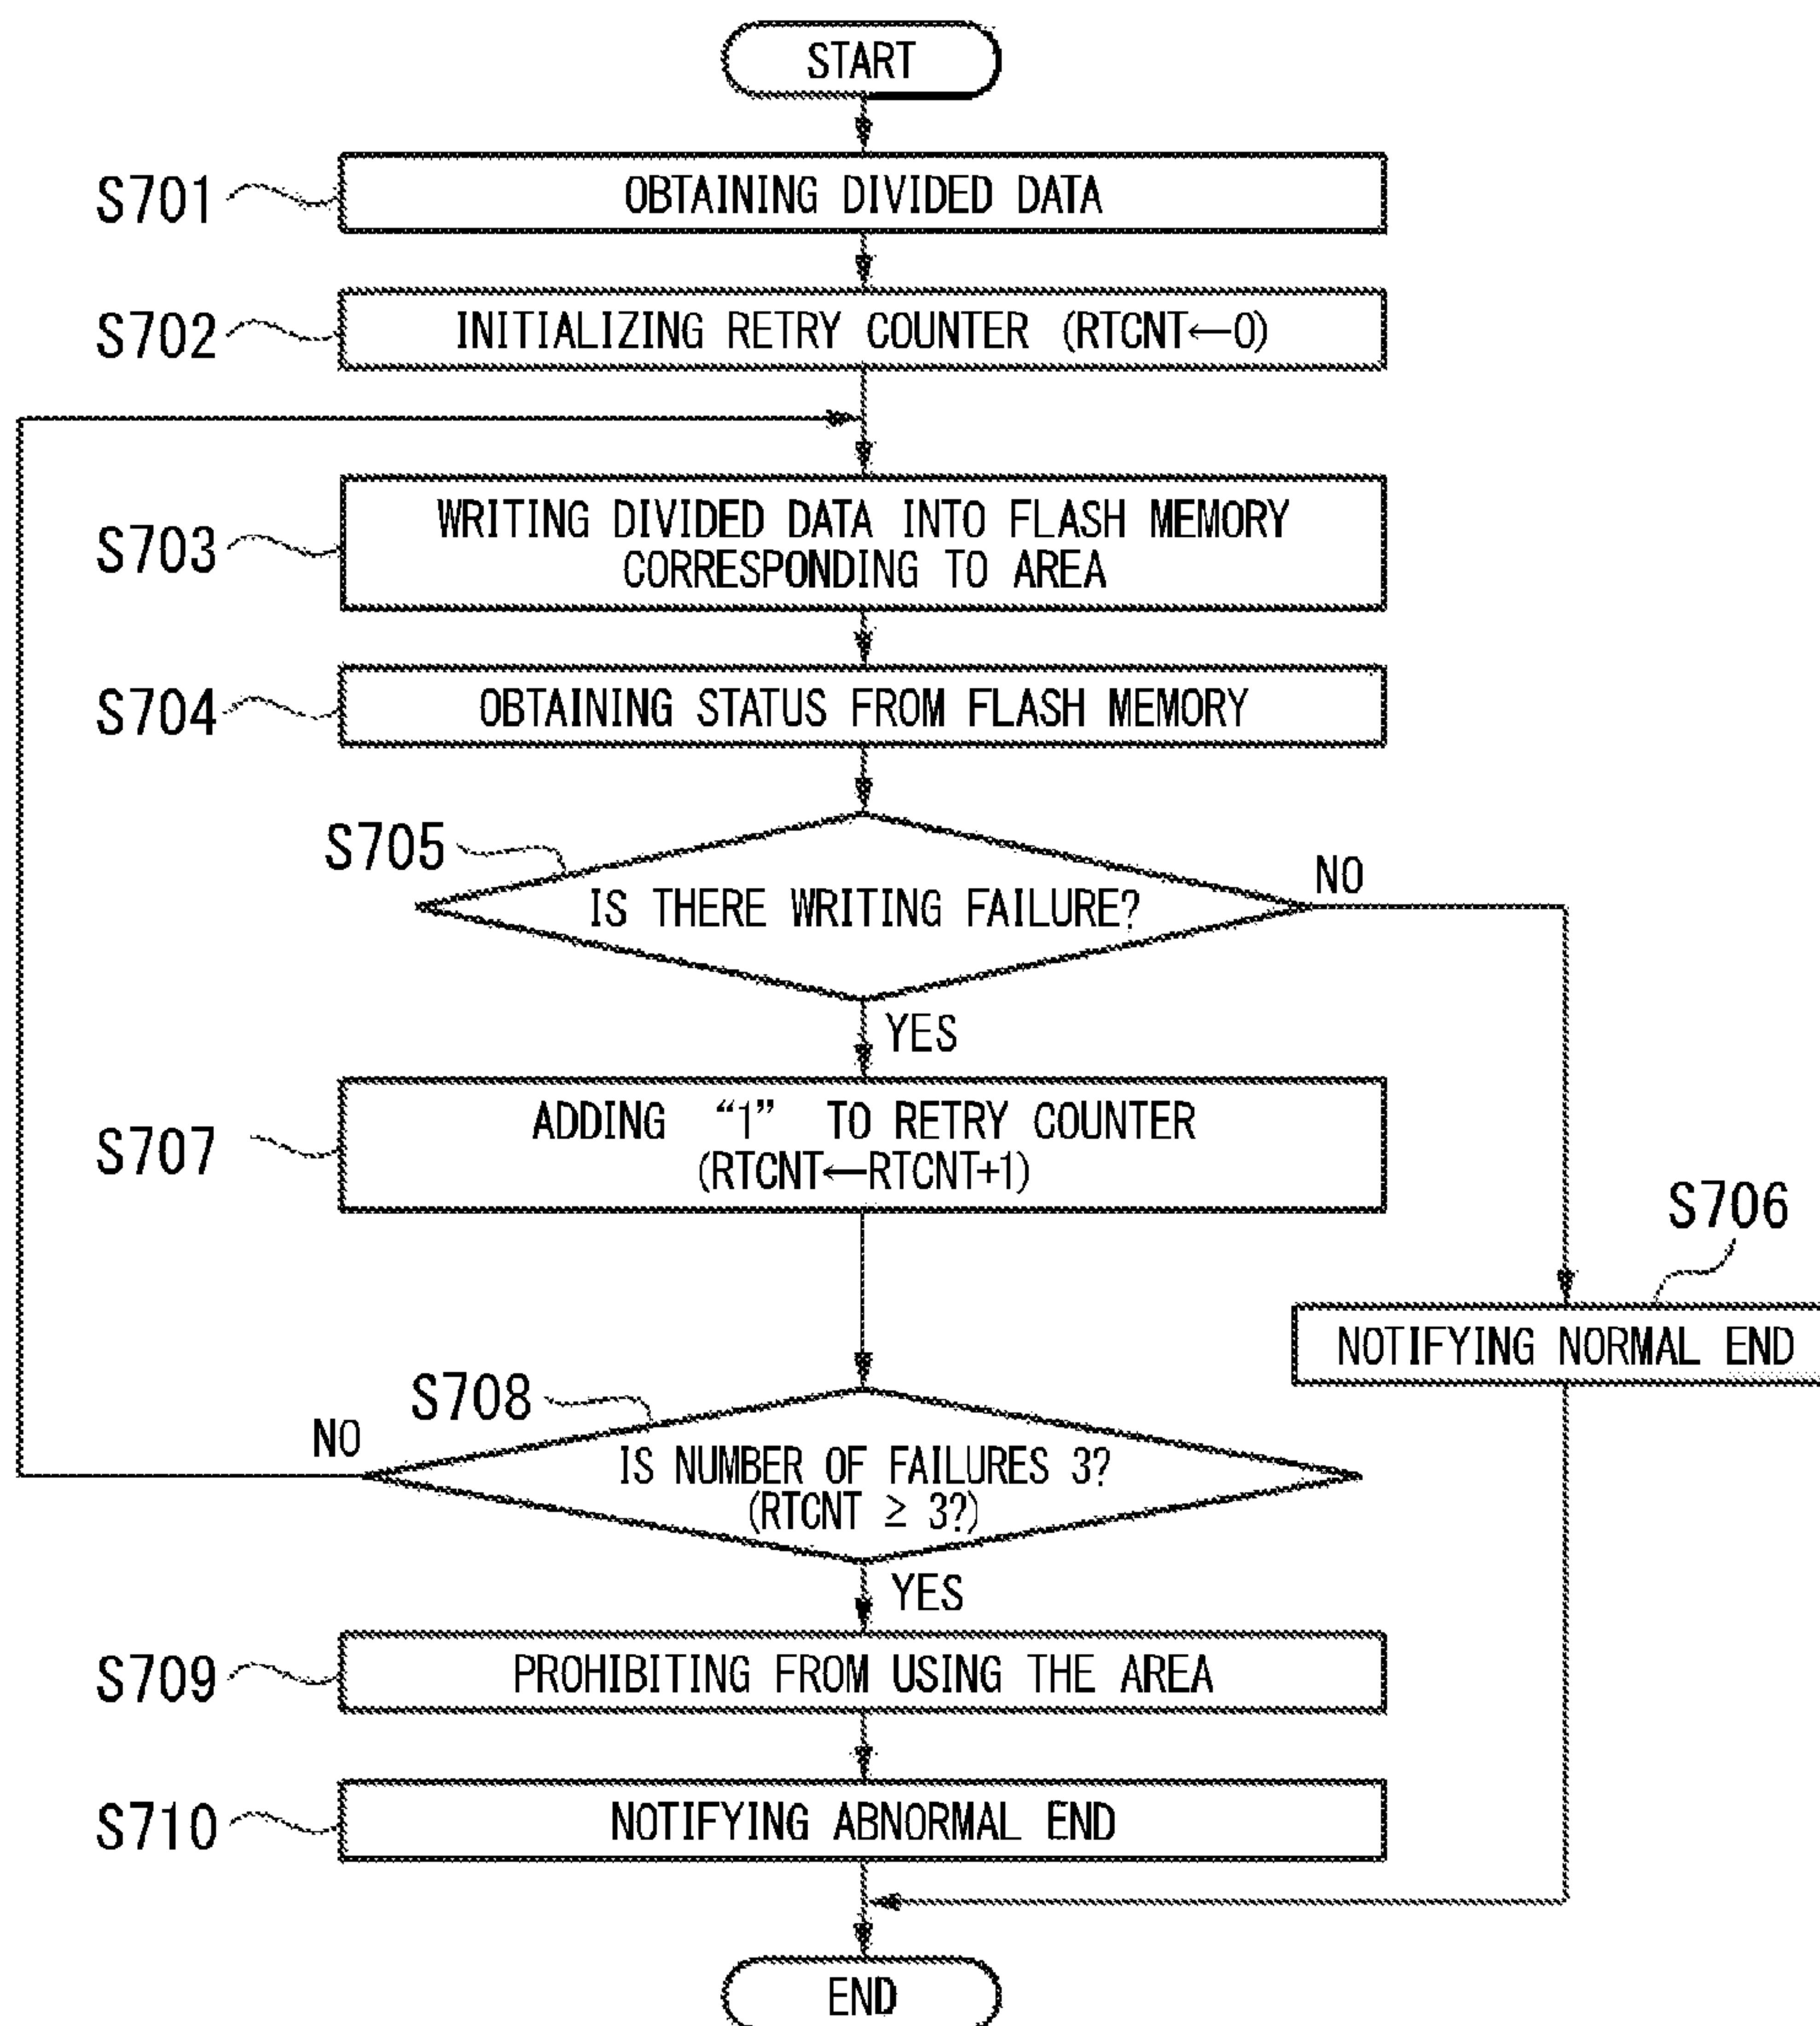 START
S701
OBTAINING DIVIDED DATA
S702
INITIALIZING RETRY COUNTER (RTCNT←0)
S703
WRITING DIVIDED DATA INTO FLASH MEMORY
CORRESPONDING TO AREA
S704
OBTAINING STATUS FROM FLASH MEMORY
S705
IS THERE WRITING FAILURE?
NO
YES
S707
ADDING “1” TO RETRY COUNTER
(RTCNT←RTCNT+1)
S706
NOTIFYING NORMAL END
S708
NO
IS NUMBER OF FAILURES 3?
(RTCNT ≥ 3?)
YES
S709
PROHIBITING FROM USING THE AREA
S710
NOTIFYING ABNORMAL END
END